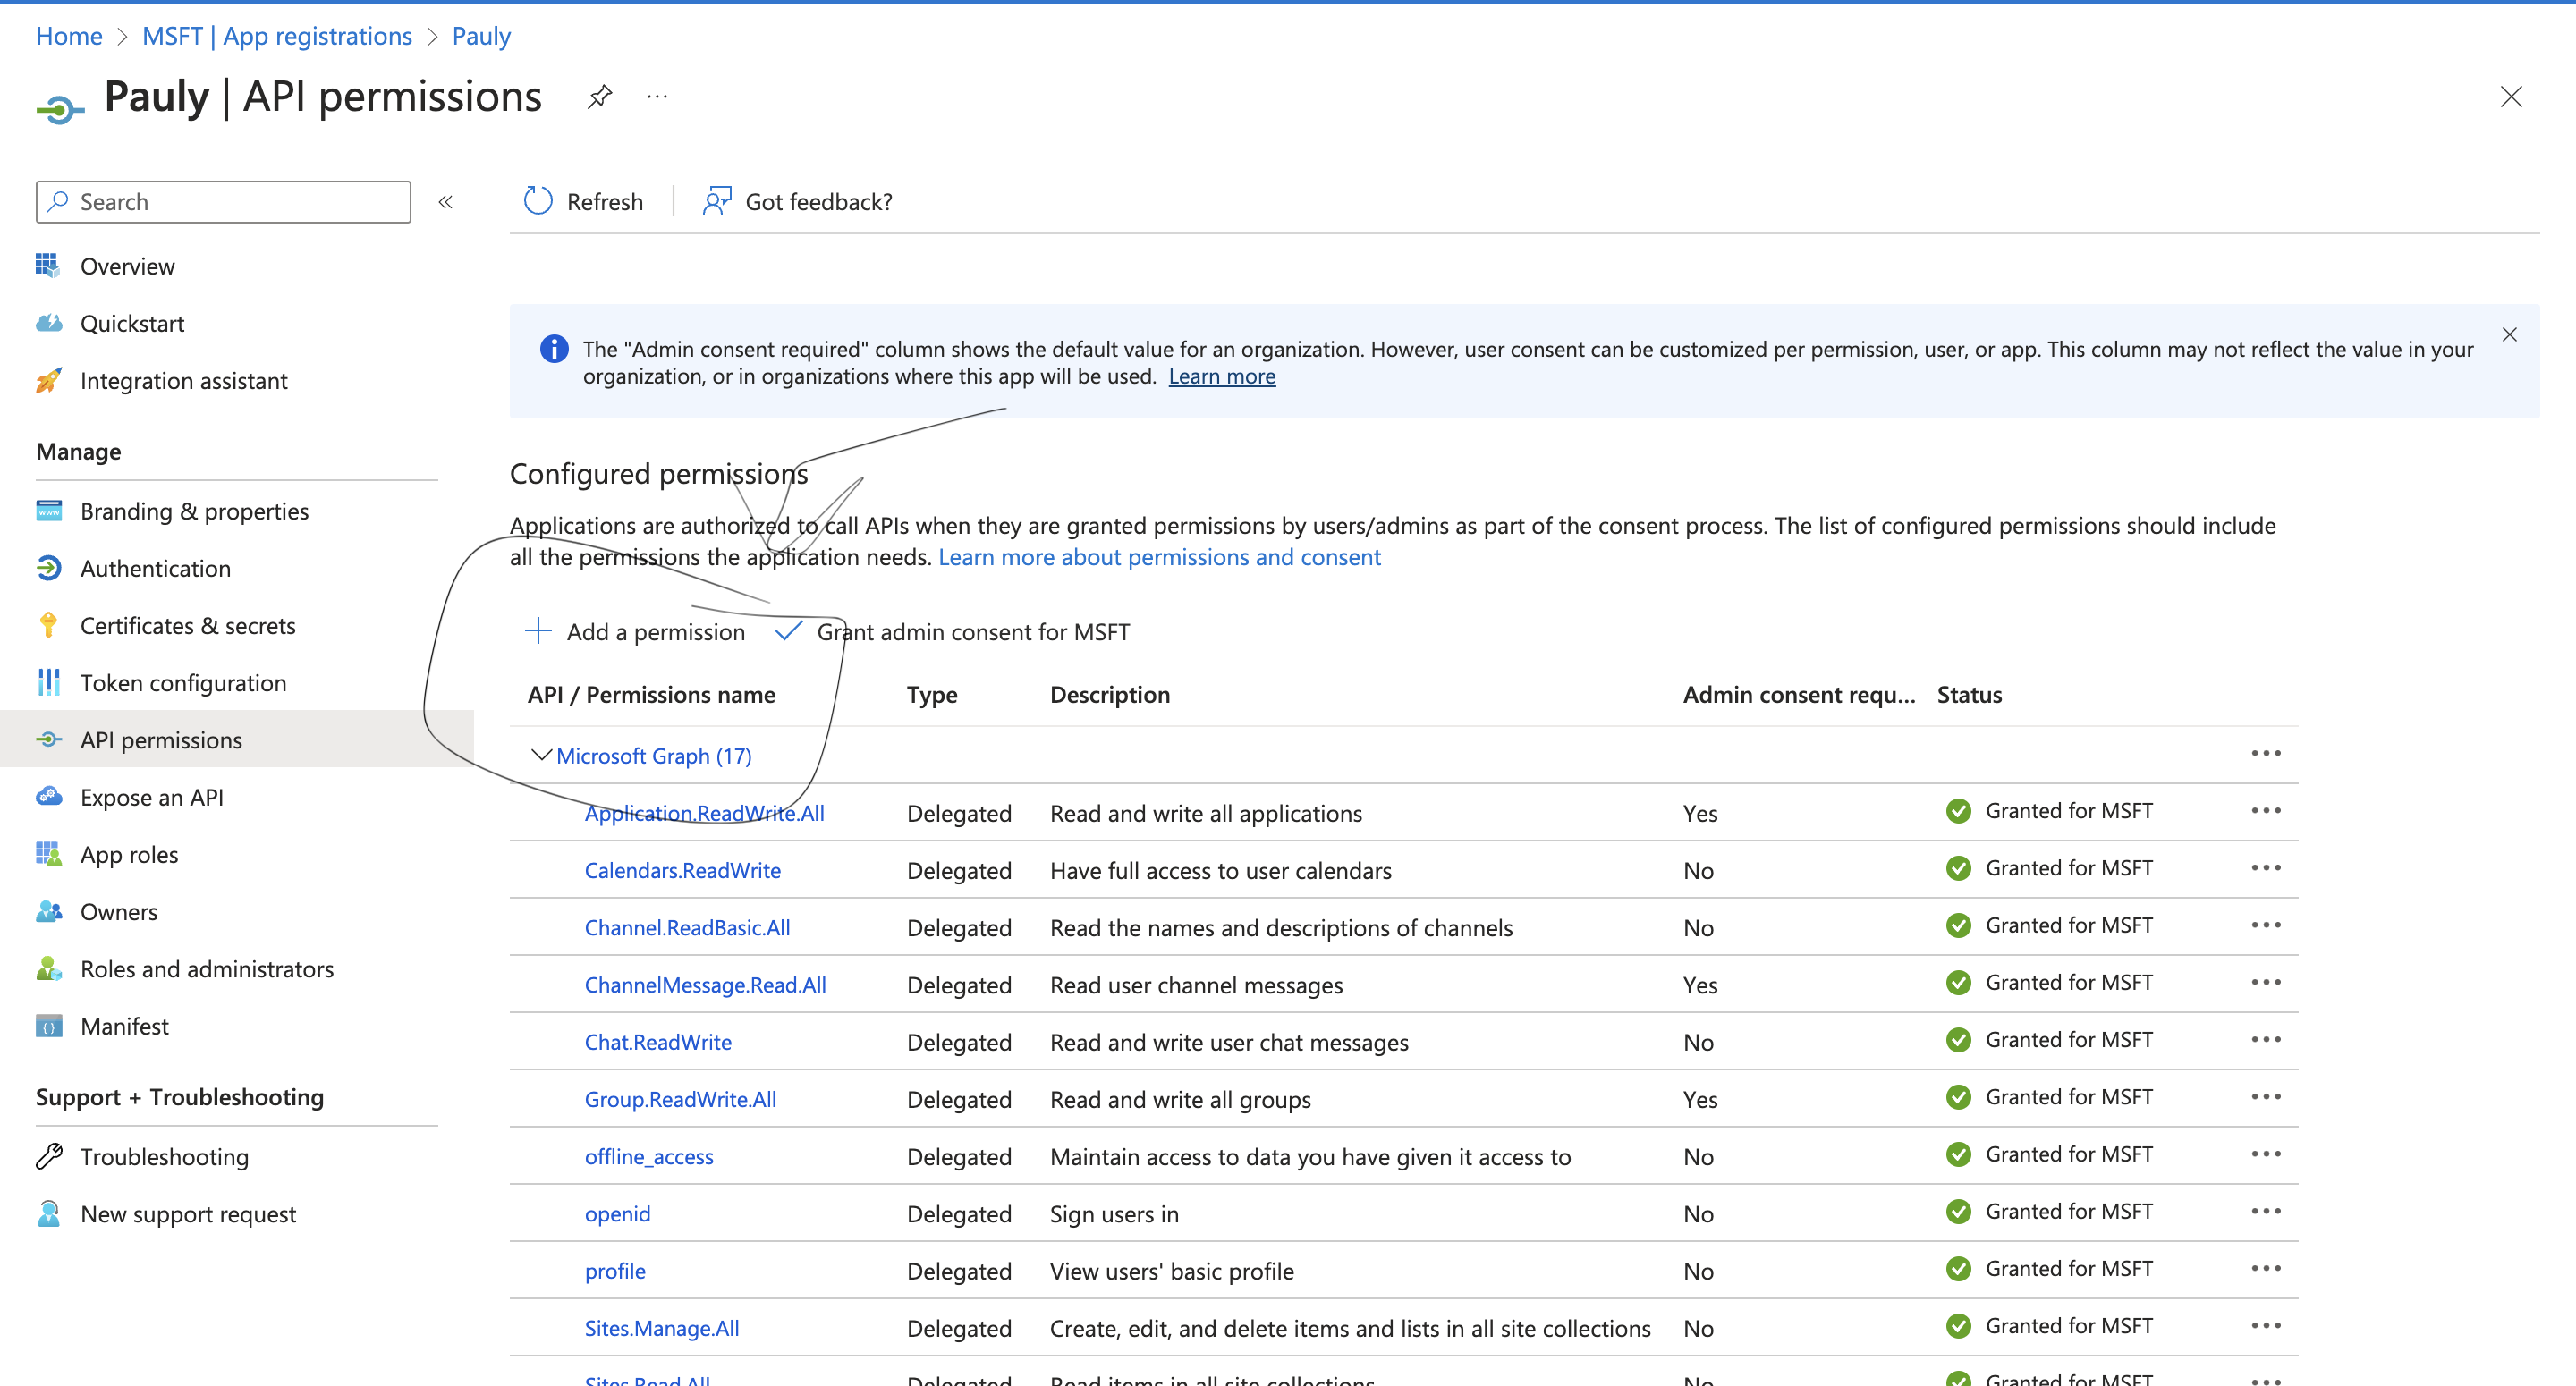 Home > MSFT | App registrations > Pauly
Pauly | API permissions
Search
Overview
Quickstart
Integration assistant
Manage
Branding & properties
Authentication
Certificates & secrets
Token configuration
API permissions
Expose an API
App roles
Owners
Roles and administrators
Manifest
Support + Troubleshooting
Troubleshooting
New support request
Refresh | Got feedback?
The "Admin consent required" column shows the default value for an organization. However, user consent can be customized per permission, user, or app. This column may not reflect the value in your
organization, or in organizations where this app will be used. Learn more
Configured permissions
Applications are authorized to call APIs when they are granted permissions by users/admins as part of the consent process. The list of configured permissions should include
all the permissions the application needs. Learn more about permissions and consent
Add a permission Grant admin consent for MSFT
API / Permissions name Type Description Admin consent requ... Status
Microsoft Graph (17)
Application.ReadWrite.All Delegated Read and write all applications Yes Granted for MSFT
Calendars.ReadWrite Delegated Have full access to user calendars No Granted for MSFT
Channel.ReadBasic.All Delegated Read the names and descriptions of channels No Granted for MSFT
ChannelMessage.Read.All Delegated Read user channel messages Yes Granted for MSFT
Chat.ReadWrite Delegated Read and write user chat messages No Granted for MSFT
Group.ReadWrite.All Delegated Read and write all groups Yes Granted for MSFT
offline_access Delegated Maintain access to data you have given it access to No Granted for MSFT
openid Delegated Sign users in No Granted for MSFT
profile Delegated View users' basic profile No Granted for MSFT
Sites.Manage.All Delegated Create, edit, and delete items and lists in all site collections No Granted for MSFT
Sites.Read.All Delegated Read items in all site collections No Granted for MSFT